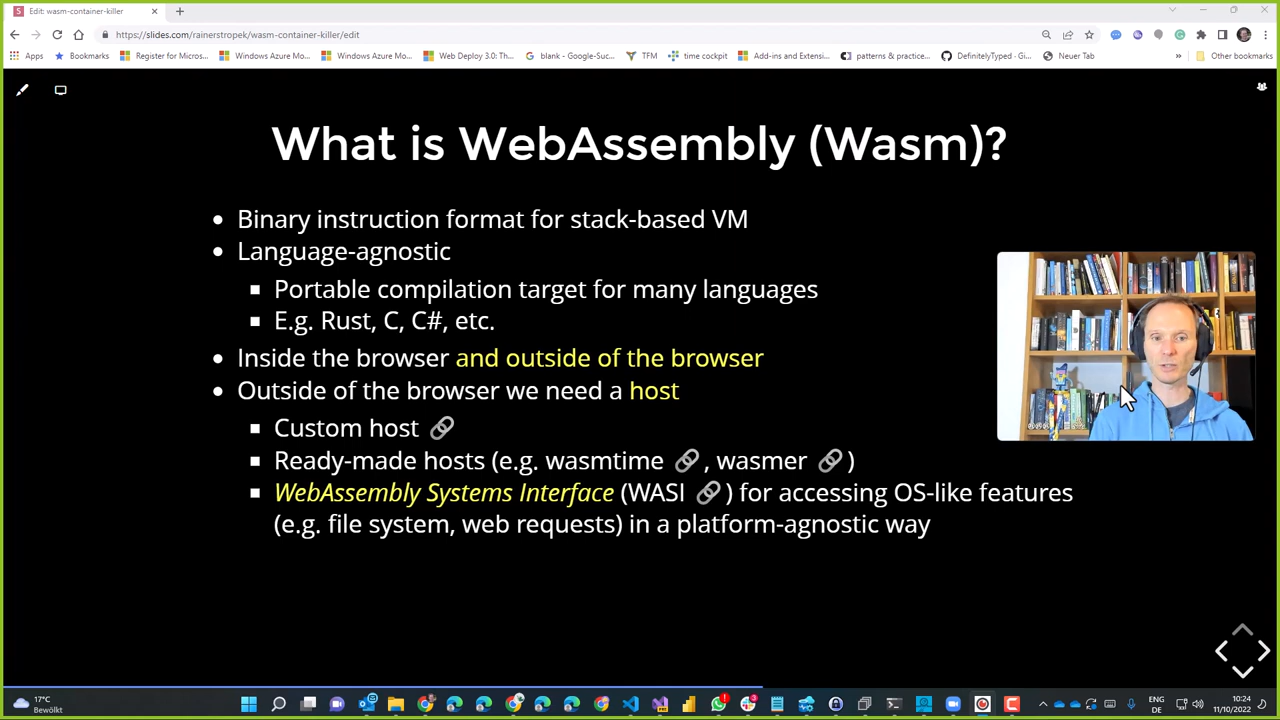 Edit: wasm-container-killer
https://slides.com/rainerstropek/wasm-container-killer/edit
Apps
Bookmarks
Register for Micros...
Windows Azure Mo...
Windows Azure Mo...
Web Deploy 3.0: Th...
blank - Google-Suc...
TFM
time cockpit
Add-ins and Extensi...
patterns & practice...
DefinitelyTyped - Gi...
Neuer Tab
»
Other bookmarks
What is WebAssembly (Wasm)?
Binary instruction format for stack-based VM
Language-agnostic
Portable compilation target for many languages
E.g. Rust, C, C#, etc.
Inside the browser and outside of the browser
Outside of the browser we need a host
Custom host
Ready-made hosts (e.g. wasmtime , wasmer )
WebAssembly Systems Interface (WASI ) for accessing OS-like features
(e.g. file system, web requests) in a platform-agnostic way
17°C
Bewölkt
ENG
DE
10:24
11/10/2022